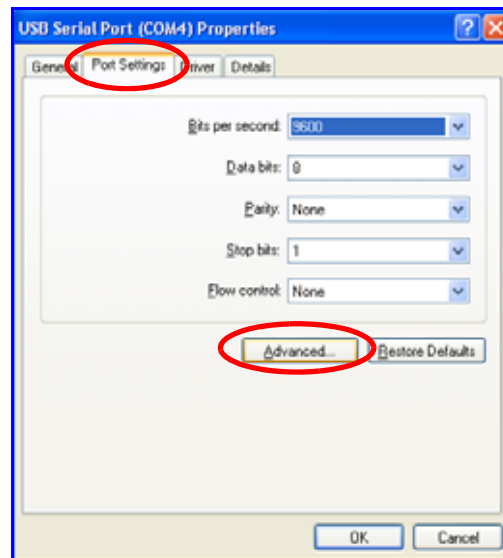 USB Serial Port (COM4) Properties
General Port Settings Driver Details
Bits per second: 9600
Data bits: 8
Parity: None
Stop bits: 1
Flow control: None
Advanced... Restore Defaults
OK Cancel